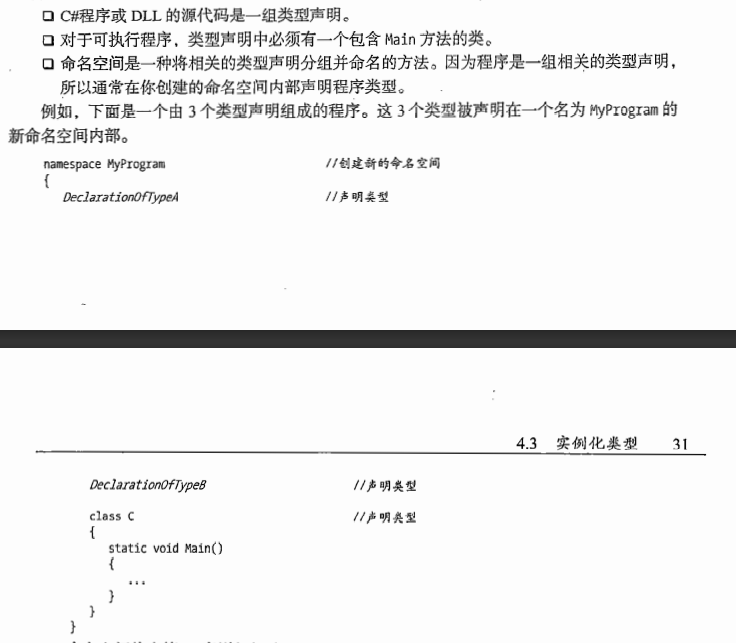 ❑ C#程序或 DLL 的源代码是一组类型声明。
❑ 对于可执行程序，类型声明中必须有一个包含 Main 方法的类。
❑ 命名空间是一种将相关的类型声明分组并命名的方法。因为程序是一组相关的类型声明，
所以通常在你创建的命名空间内部声明程序类型。
例如，下面是一个由 3 个类型声明组成的程序。这 3 个类型被声明在一个名为 MyProgram 的
新命名空间内部。
namespace MyProgram //创建新的命名空间
{
DeclarationOfTypeA //声明类型
4.3 实例化类型 31
DeclarationOfTypeB //声明类型
class C //声明类型
{
static void Main()
{
...
}
}
}